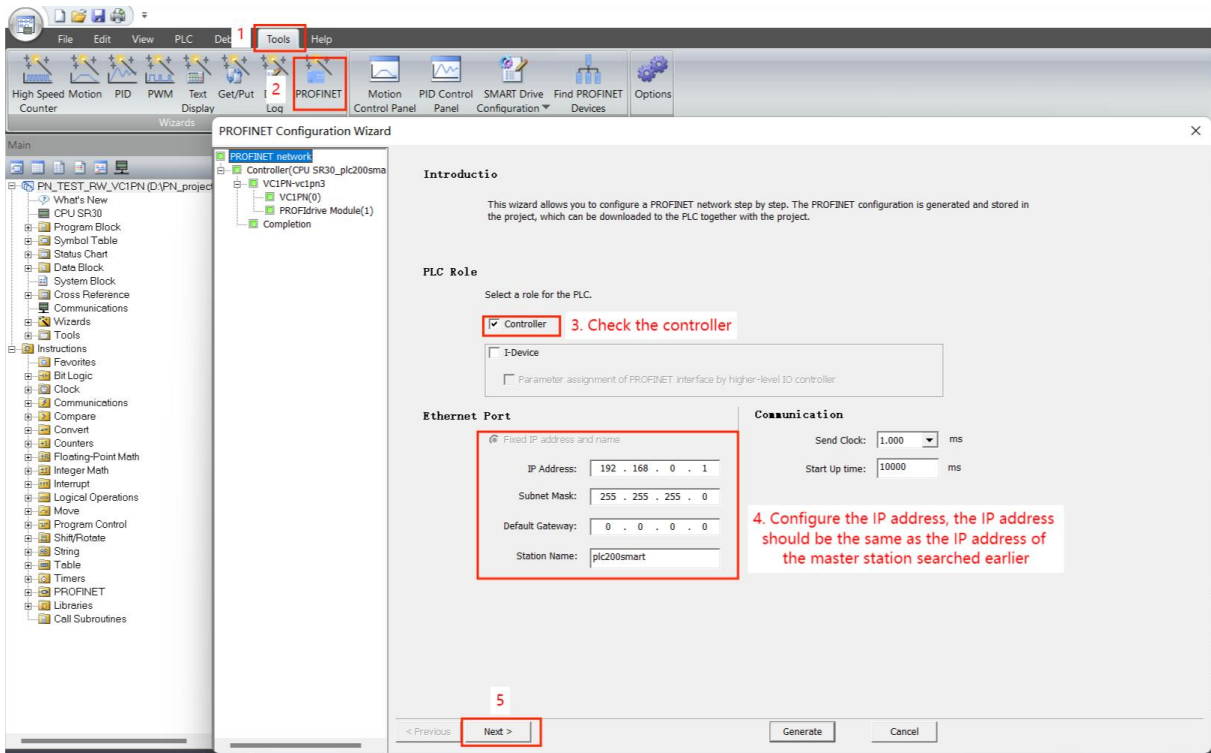 File Edit View PLC Deb 1 Tools Help
2
High Speed Motion PID PWM Text Get/Put PROFINET Motion PID Control SMART Drive Find PROFINET Options
Counter Display Log Control Panel Panel Configuration Devices
Wizards
Main
PN_TEST_RW_VC1PN (D:\PN_project
What's New
CPU SR30
Program Block
Symbol Table
Status Chart
Data Block
System Block
Cross Reference
Communications
Wizards
Tools
Instructions
Favorites
Bit Logic
Clock
Communications
Compare
Convert
Counters
Floating-Point Math
Integer Math
Interrupt
Logical Operations
Move
Program Control
Shift/Rotate
String
Table
Timers
PROFINET
Libraries
Call Subroutines
PROFINET Configuration Wizard
PROFINET network
Controller(CPU SR30_plc200sma
VC1PN-vc1pn3
VC1PN(0)
PROFIdrive Module(1)
Completion
Introductio
This wizard allows you to configure a PROFINET network step by step. The PROFINET configuration is generated and stored in
the project, which can be downloaded to the PLC together with the project.
PLC Role
Select a role for the PLC.
Controller 3. Check the controller
I-Device
Parameter assignment of PROFINET interface by higher-level IO controller
Ethernet Port
Fixed IP address and name
IP Address: 192 . 168 . 0 . 1
Subnet Mask: 255 . 255 . 255 . 0
Default Gateway: 0 . 0 . 0 . 0
Station Name: plc200smart
Communication
Send Clock: 1.000 ms
Start Up time: 10000 ms
4. Configure the IP address, the IP address
should be the same as the IP address of
the master station searched earlier
5
< Previous Next > Generate Cancel